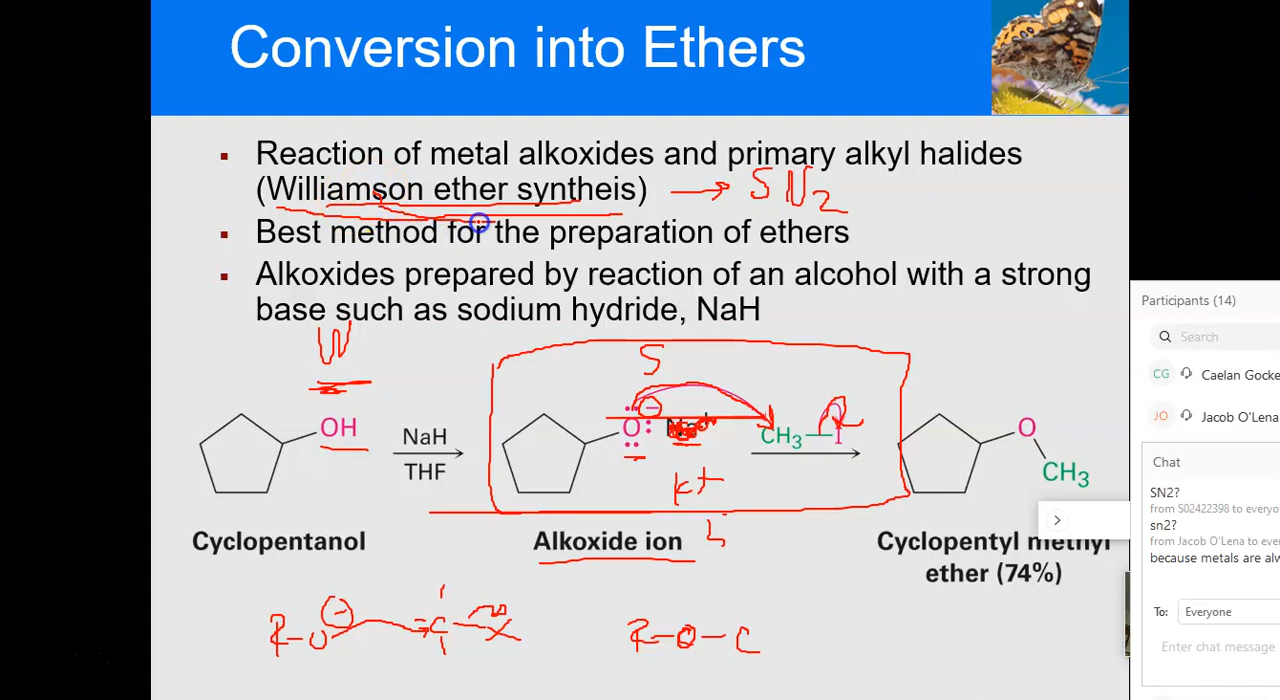 Conversion into Ethers
▪ Reaction of metal alkoxides and primary alkyl halides
(Williamson ether syntheis) → SN2
▪ Best method for the preparation of ethers
▪ Alkoxides prepared by reaction of an alcohol with a strong
base such as sodium hydride, NaH
W
S
OH
NaH
THF
O
CH3—I
O
CH3
K+
Cyclopentanol
Alkoxide ion
Cyclopentyl methyl
ether (74%)
R-O
C
X
R-O-C
Participants (14)
Search
CG Caelan Gocke
JO Jacob O'Lena
Chat
SN2?
from S02422398 to everyo
sn2?
from Jacob O'Lena to eve
because metals are alw
To: Everyone
Enter chat message